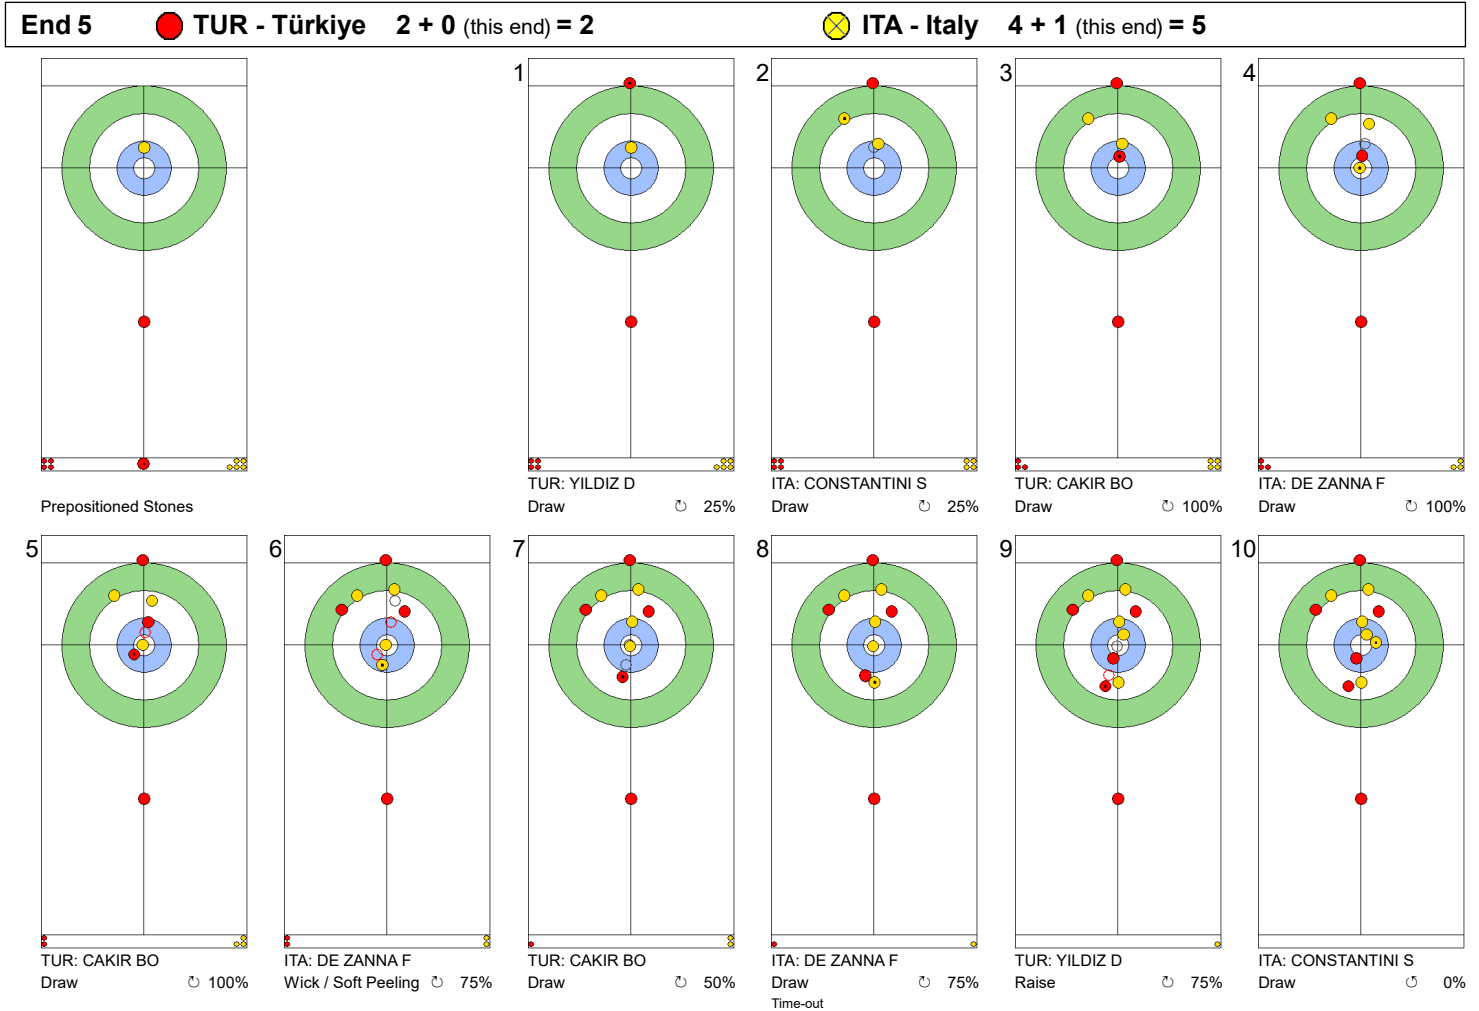 End 5 TUR - Türkiye 2 + 0 (this end) = 2 ITA - Italy 4 + 1 (this end) = 5
Prepositioned Stones
1
TUR: YILDIZ D
Draw ↻ 25%
2
ITA: CONSTANTINI S
Draw ↻ 25%
3
TUR: CAKIR BO
Draw ↻ 100%
4
ITA: DE ZANNA F
Draw ↻ 100%
5
TUR: CAKIR BO
Draw ↻ 100%
6
ITA: DE ZANNA F
Wick / Soft Peeling ↻ 75%
7
TUR: CAKIR BO
Draw ↻ 50%
8
ITA: DE ZANNA F
Draw ↻ 75%
Time-out
9
TUR: YILDIZ D
Raise ↻ 75%
10
ITA: CONSTANTINI S
Draw ↺ 0%